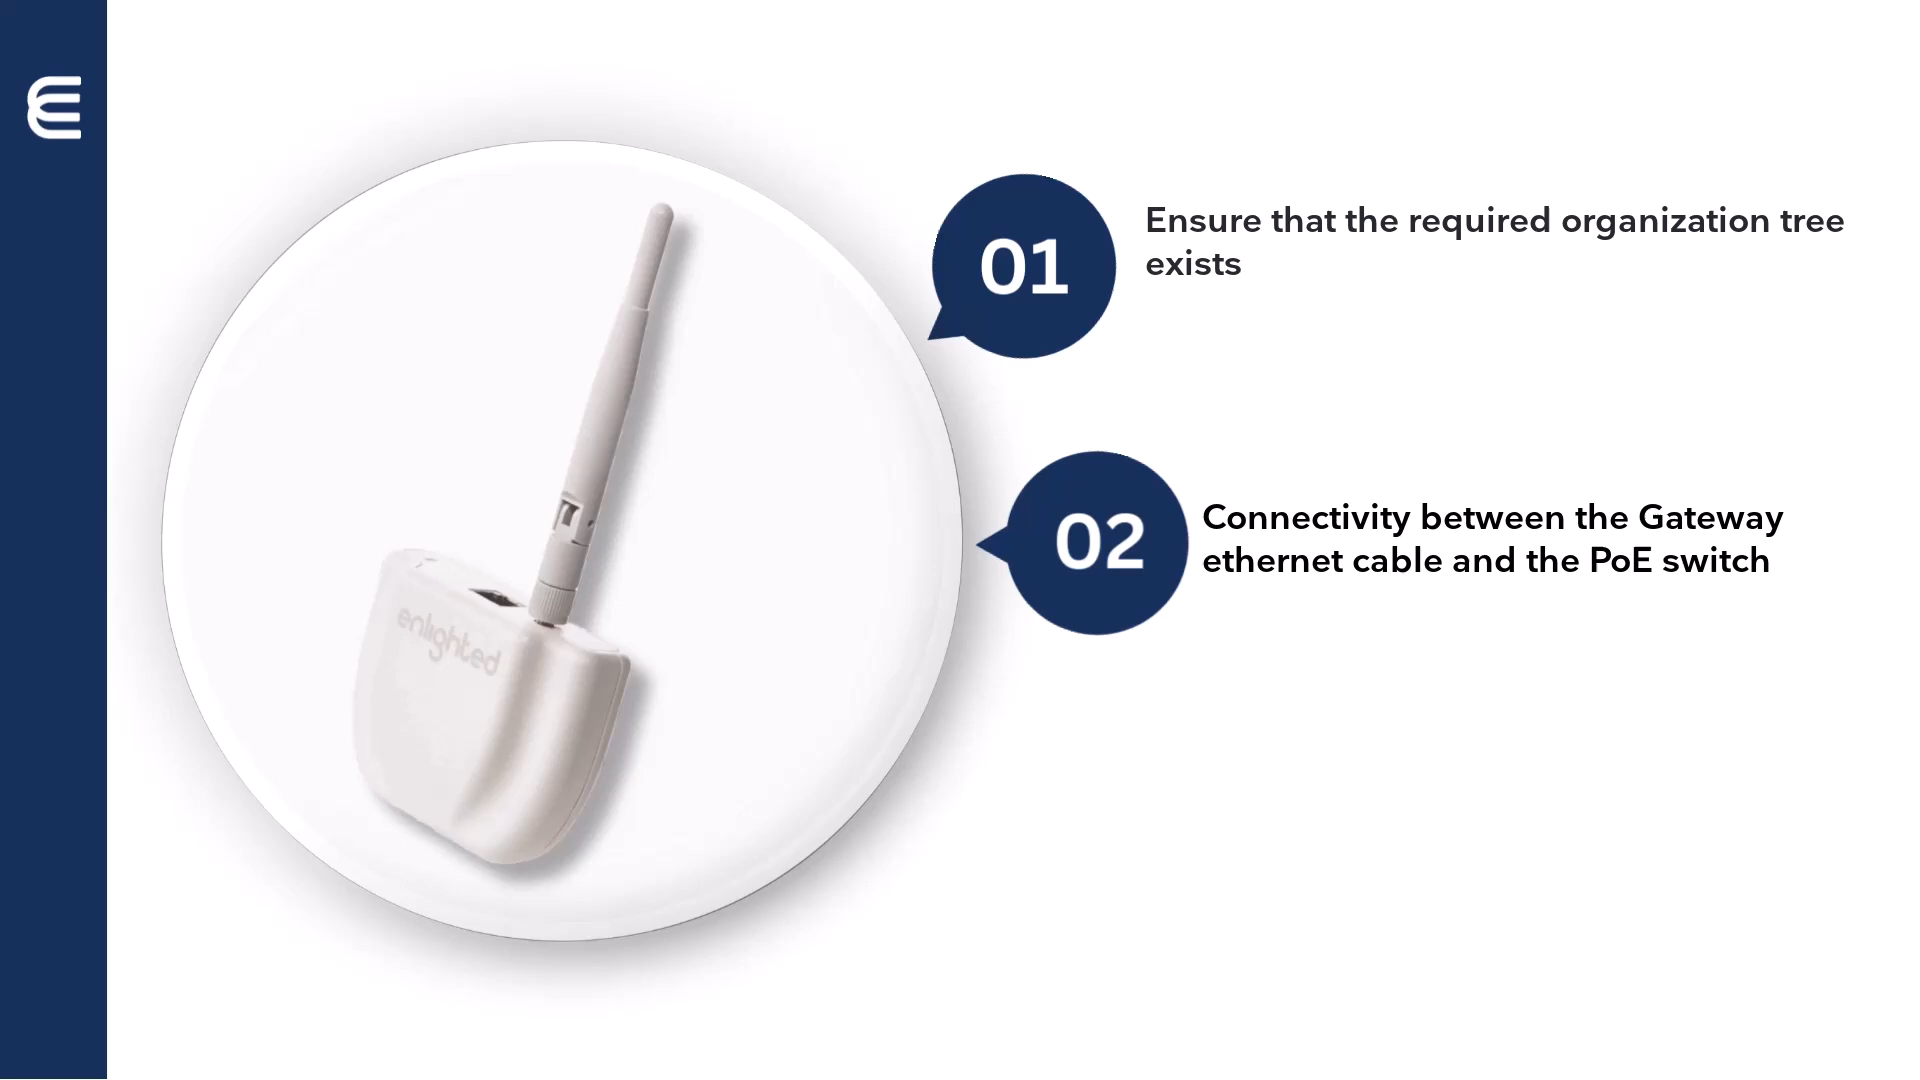 01
Ensure that the required organization tree
exists
02
Connectivity between the Gateway
ethernet cable and the PoE switch
enlighted